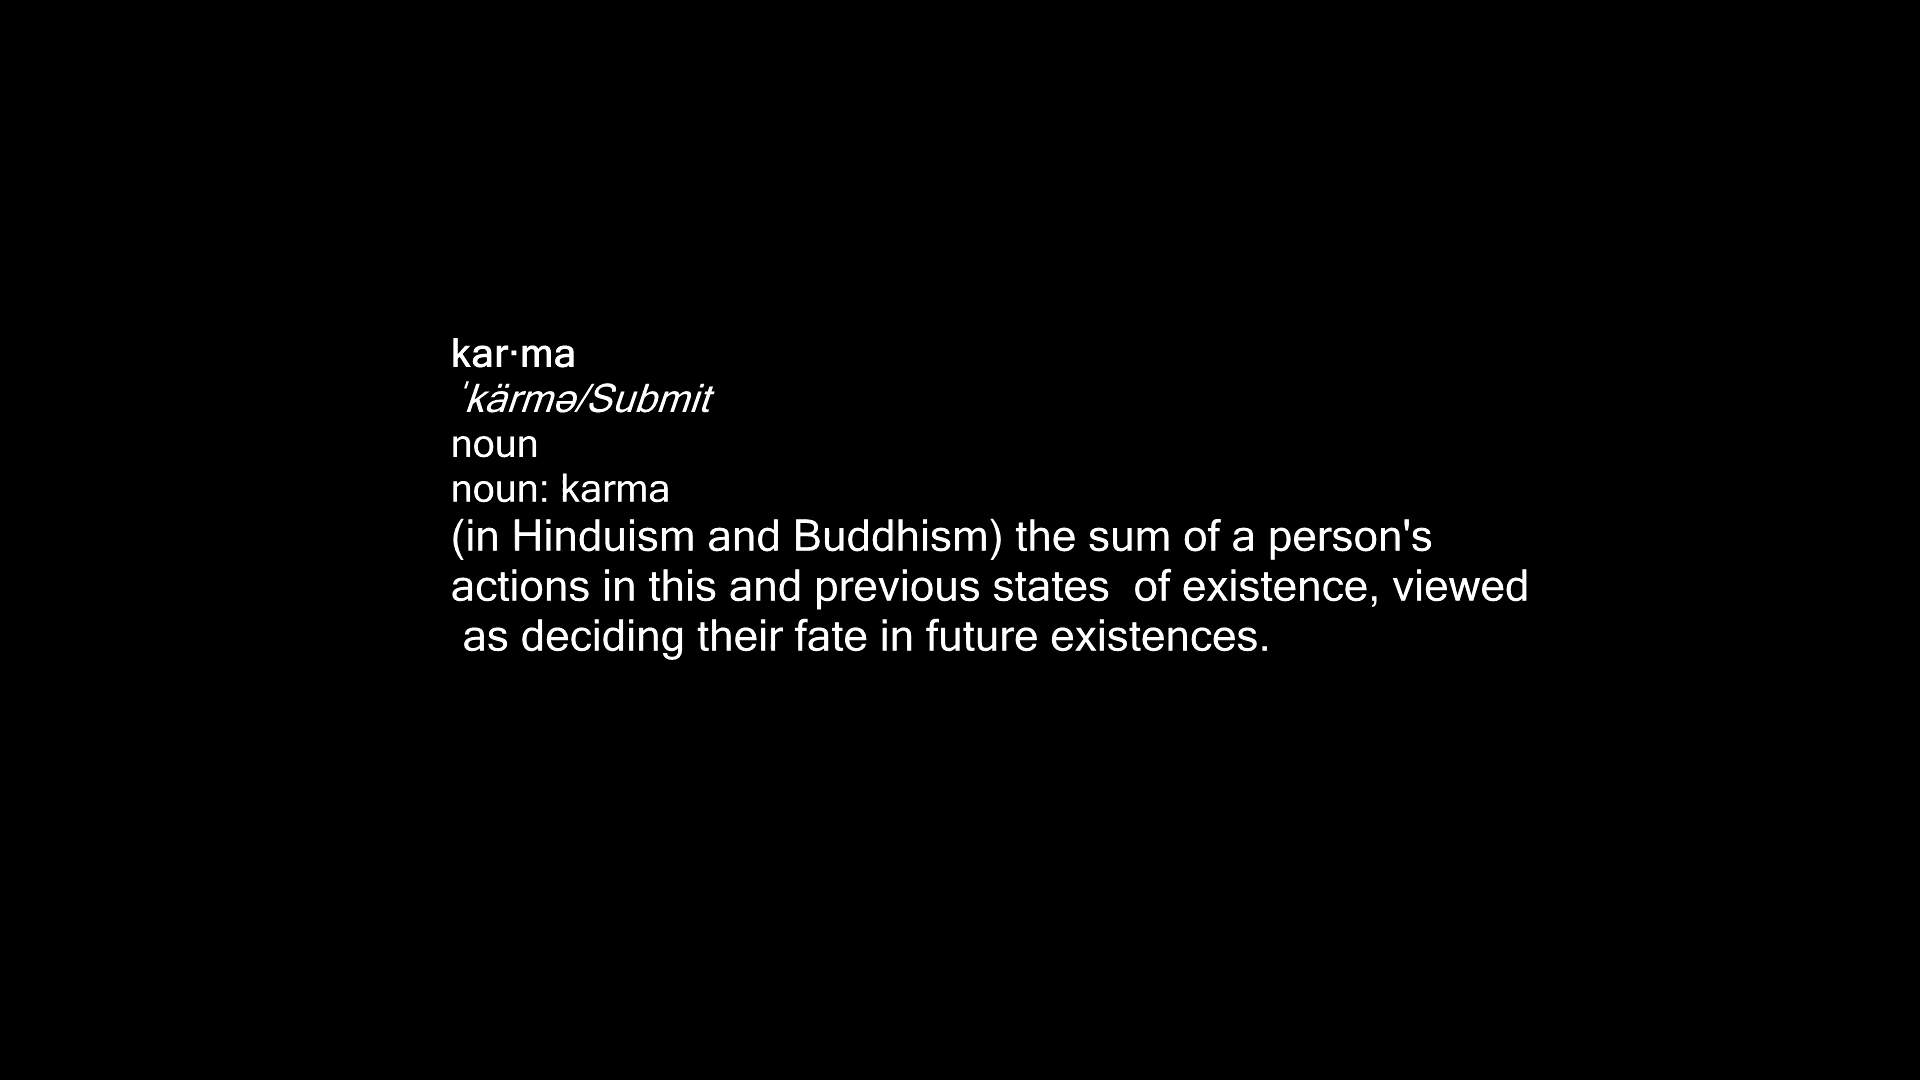 kar·ma
ˈkärmə/Submit
noun
noun: karma
(in Hinduism and Buddhism) the sum of a person's
actions in this and previous states  of existence, viewed
as deciding their fate in future existences.